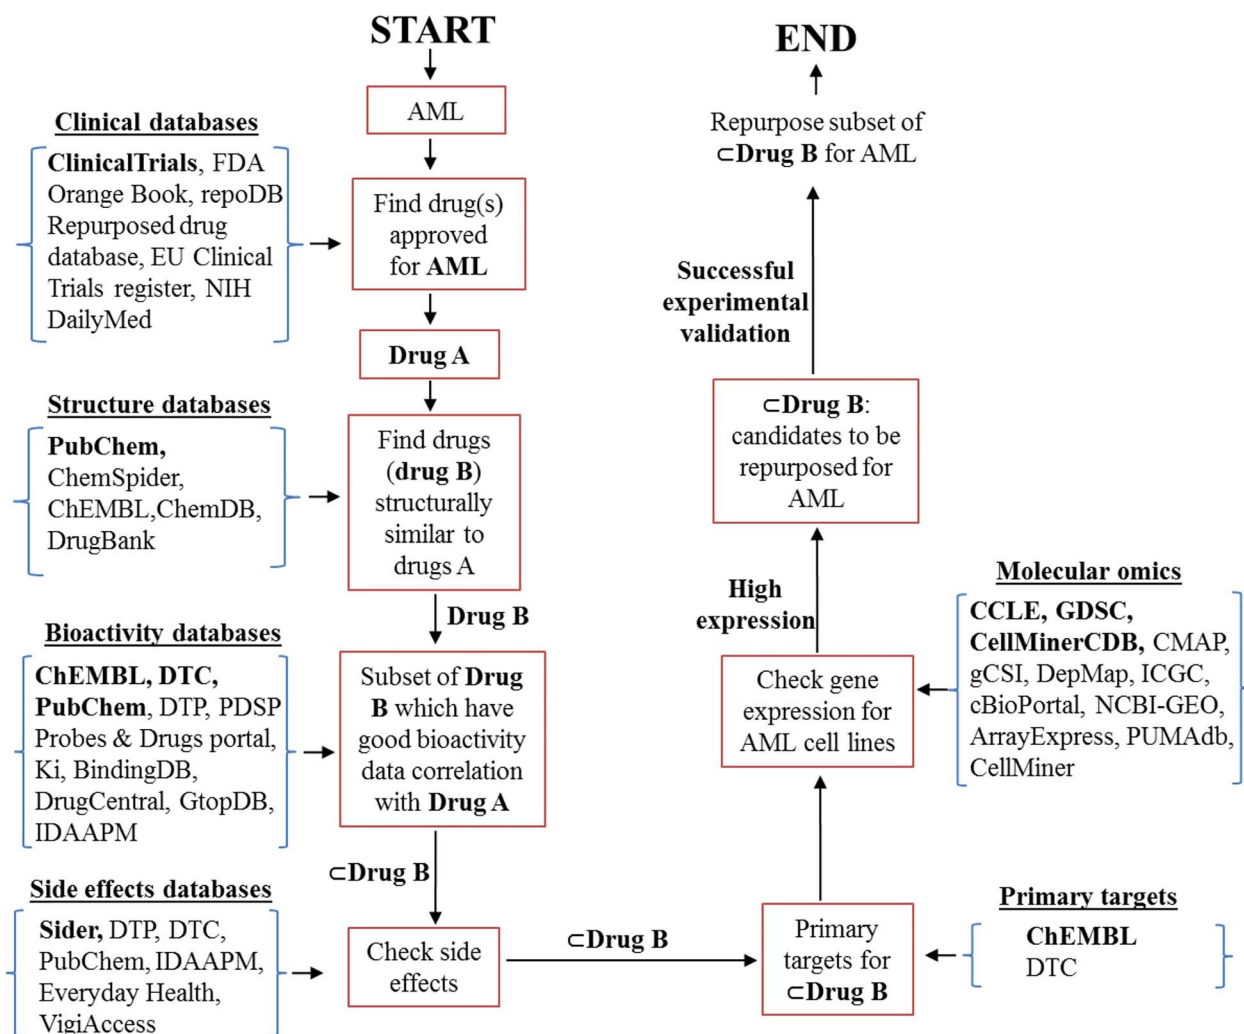 START
AML
Clinical databases
ClinicalTrials, FDA
Orange Book, repoDB
Repurposed drug
database, EU Clinical
Trials register, NIH
DailyMed
Find drug(s)
approved
for AML
Drug A
Structure databases
PubChem,
ChemSpider,
ChEMBL,ChemDB,
DrugBank
Find drugs
(drug B)
structurally
similar to
drugs A
Drug B
Bioactivity databases
ChEMBL, DTC,
PubChem, DTP, PDSP
Probes & Drugs portal,
Ki, BindingDB,
DrugCentral, GtopDB,
IDAAPM
Subset of Drug
B which have
good bioactivity
data correlation
with Drug A
⊂Drug B
Side effects databases
Sider, DTP, DTC,
PubChem, IDAAPM,
Everyday Health,
VigiAccess
Check side
effects
⊂Drug B
Primary
targets for
⊂Drug B
Primary targets
ChEMBL
DTC
Check gene
expression for
AML cell lines
Molecular omics
CCLE, GDSC,
CellMinerCDB, CMAP,
gCSI, DepMap, ICGC,
cBioPortal, NCBI-GEO,
ArrayExpress, PUMAdb,
CellMiner
High
expression
⊂Drug B:
candidates to be
repurposed for
AML
Successful
experimental
validation
Repurpose subset of
⊂Drug B for AML
END